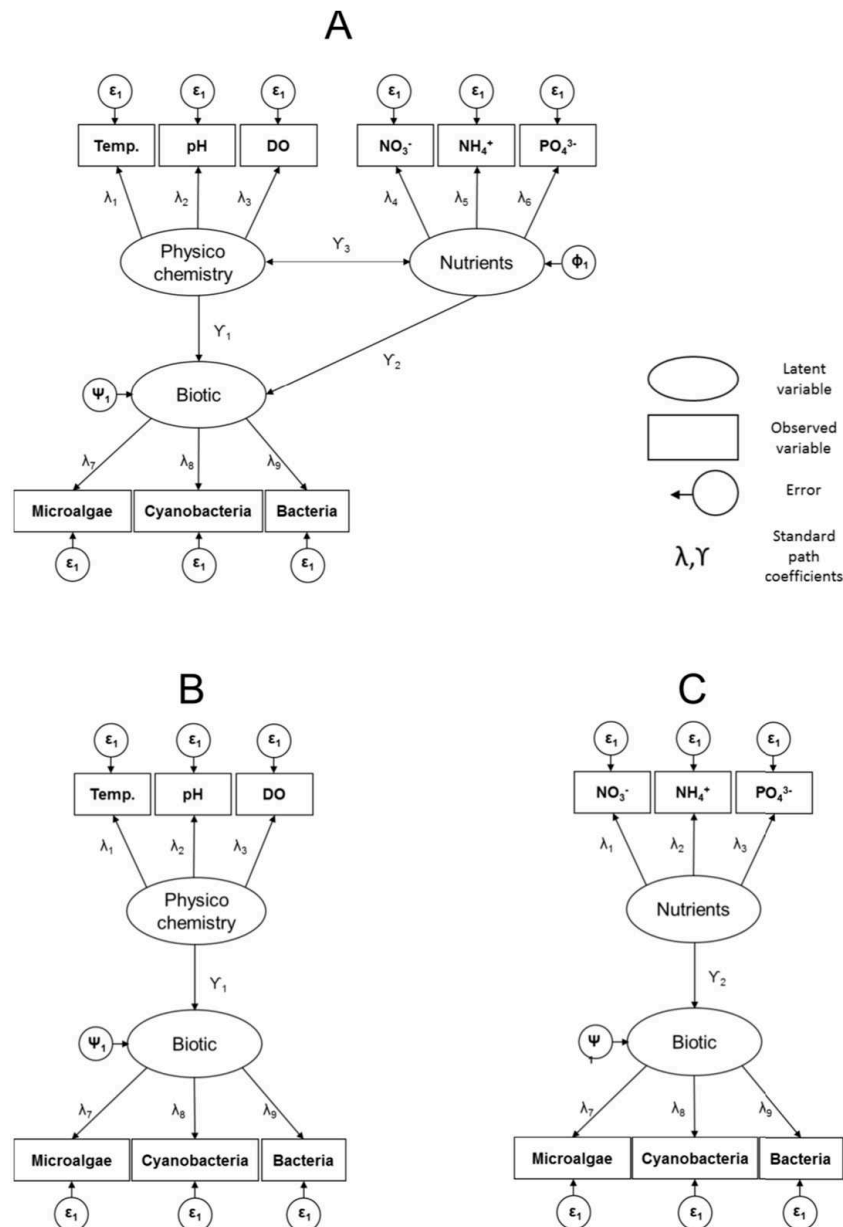 A
ε₁ ε₁ ε₁ ε₁ ε₁ ε₁
Temp. pH DO NO₃⁻ NH₄⁺ PO₄³⁻
λ₁ λ₂ λ₃ λ₄ λ₅ λ₆
Physico
chemistry
ϒ₃
Nutrients
Φ₁
ϒ₁
ϒ₂
Ψ₁
Biotic
λ₇ λ₈ λ₉
Microalgae Cyanobacteria Bacteria
ε₁ ε₁ ε₁
Latent
variable
Observed
variable
Error
λ,ϒ
Standard
path
coefficients
B
ε₁ ε₁ ε₁
Temp. pH DO
λ₁ λ₂ λ₃
Physico
chemistry
ϒ₁
Ψ₁
Biotic
λ₇ λ₈ λ₉
Microalgae Cyanobacteria Bacteria
ε₁ ε₁ ε₁
C
ε₁ ε₁ ε₁
NO₃⁻ NH₄⁺ PO₄³⁻
λ₁ λ₂ λ₃
Nutrients
ϒ₂
Ψ
₁
Biotic
λ₇ λ₈ λ₉
Microalgae Cyanobacteria Bacteria
ε₁ ε₁ ε₁